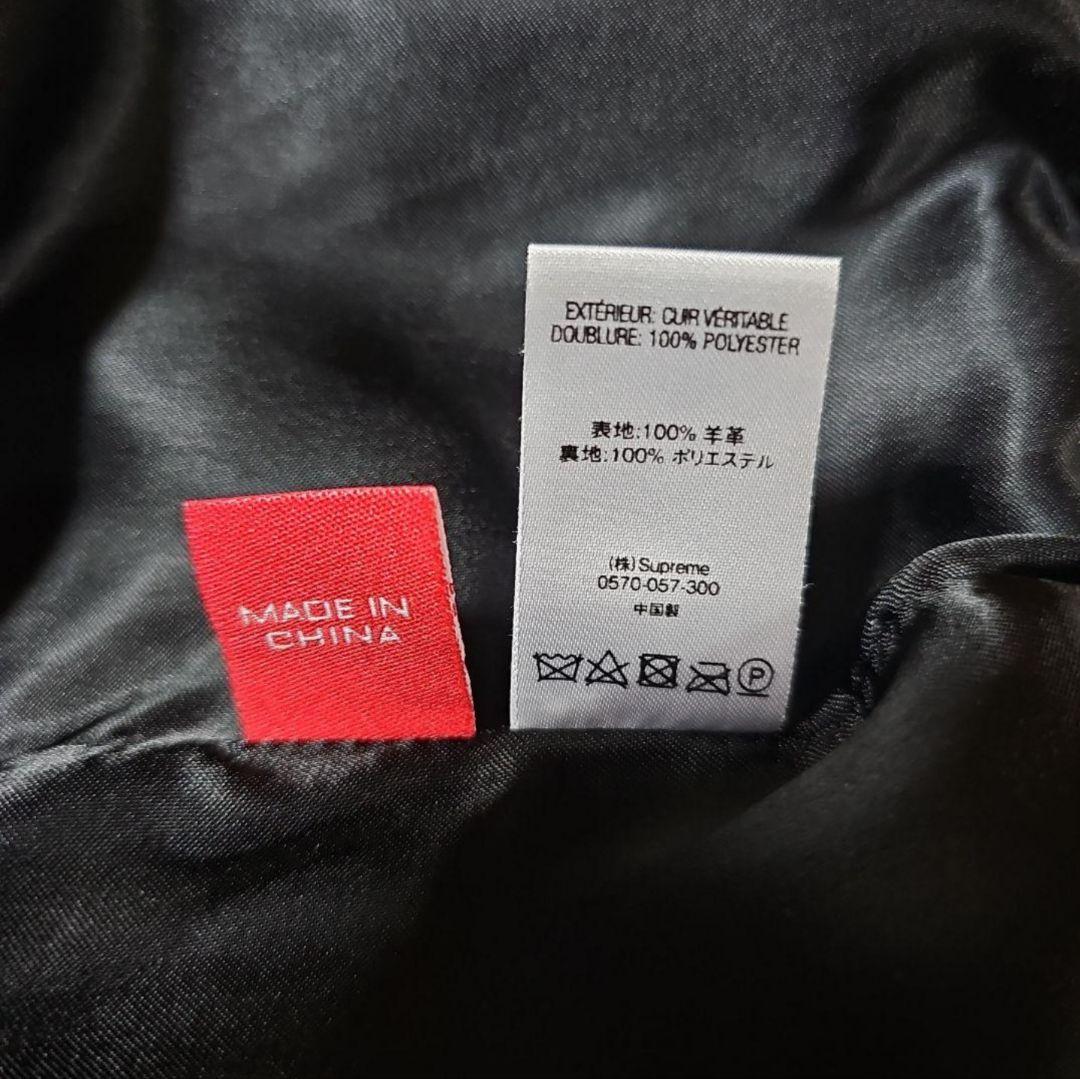 EXTÉRIEUR: CUIR VÉRITABLE
DOUBLURE: 100% POLYESTER
表地:100% 羊革
裏地:100% ポリエステル
(株)Supreme
0570-057-300
中国製
P
MADE IN
CHINA